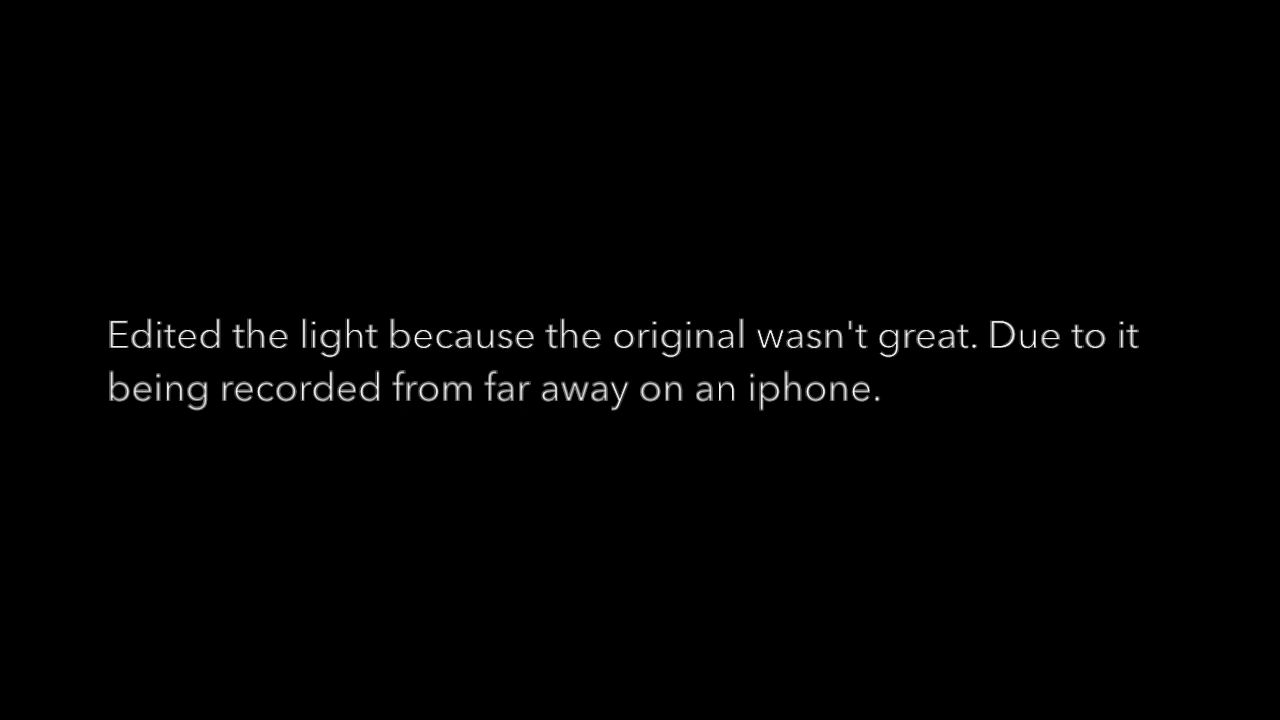 Edited the light because the original wasn't great. Due to it
being recorded from far away on an iphone.